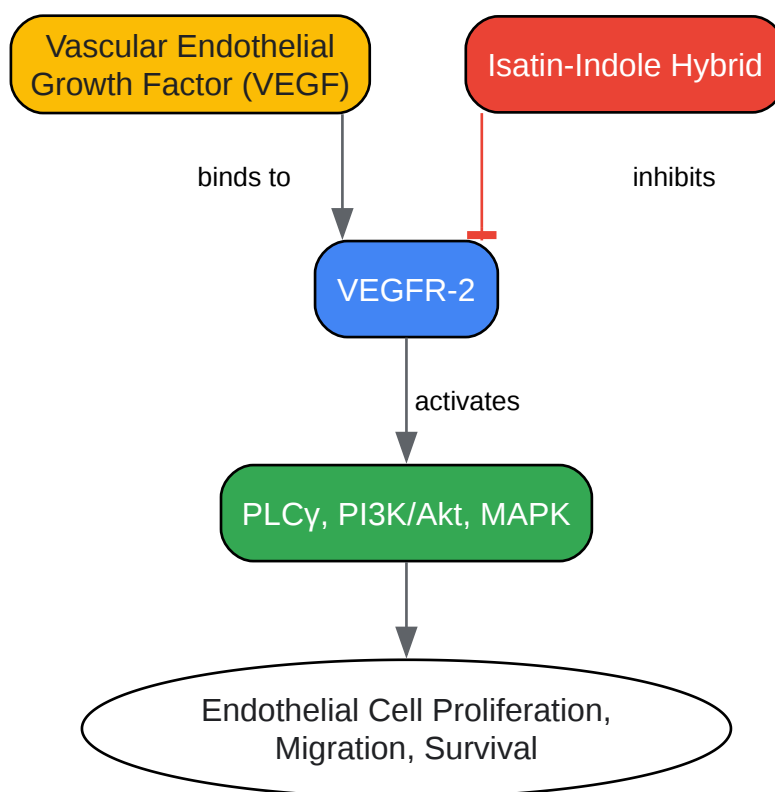 Vascular Endothelial
Growth Factor (VEGF)
Isatin-Indole Hybrid
binds to
inhibits
VEGFR-2
activates
PLCγ, PI3K/Akt, MAPK
Endothelial Cell Proliferation,
Migration, Survival